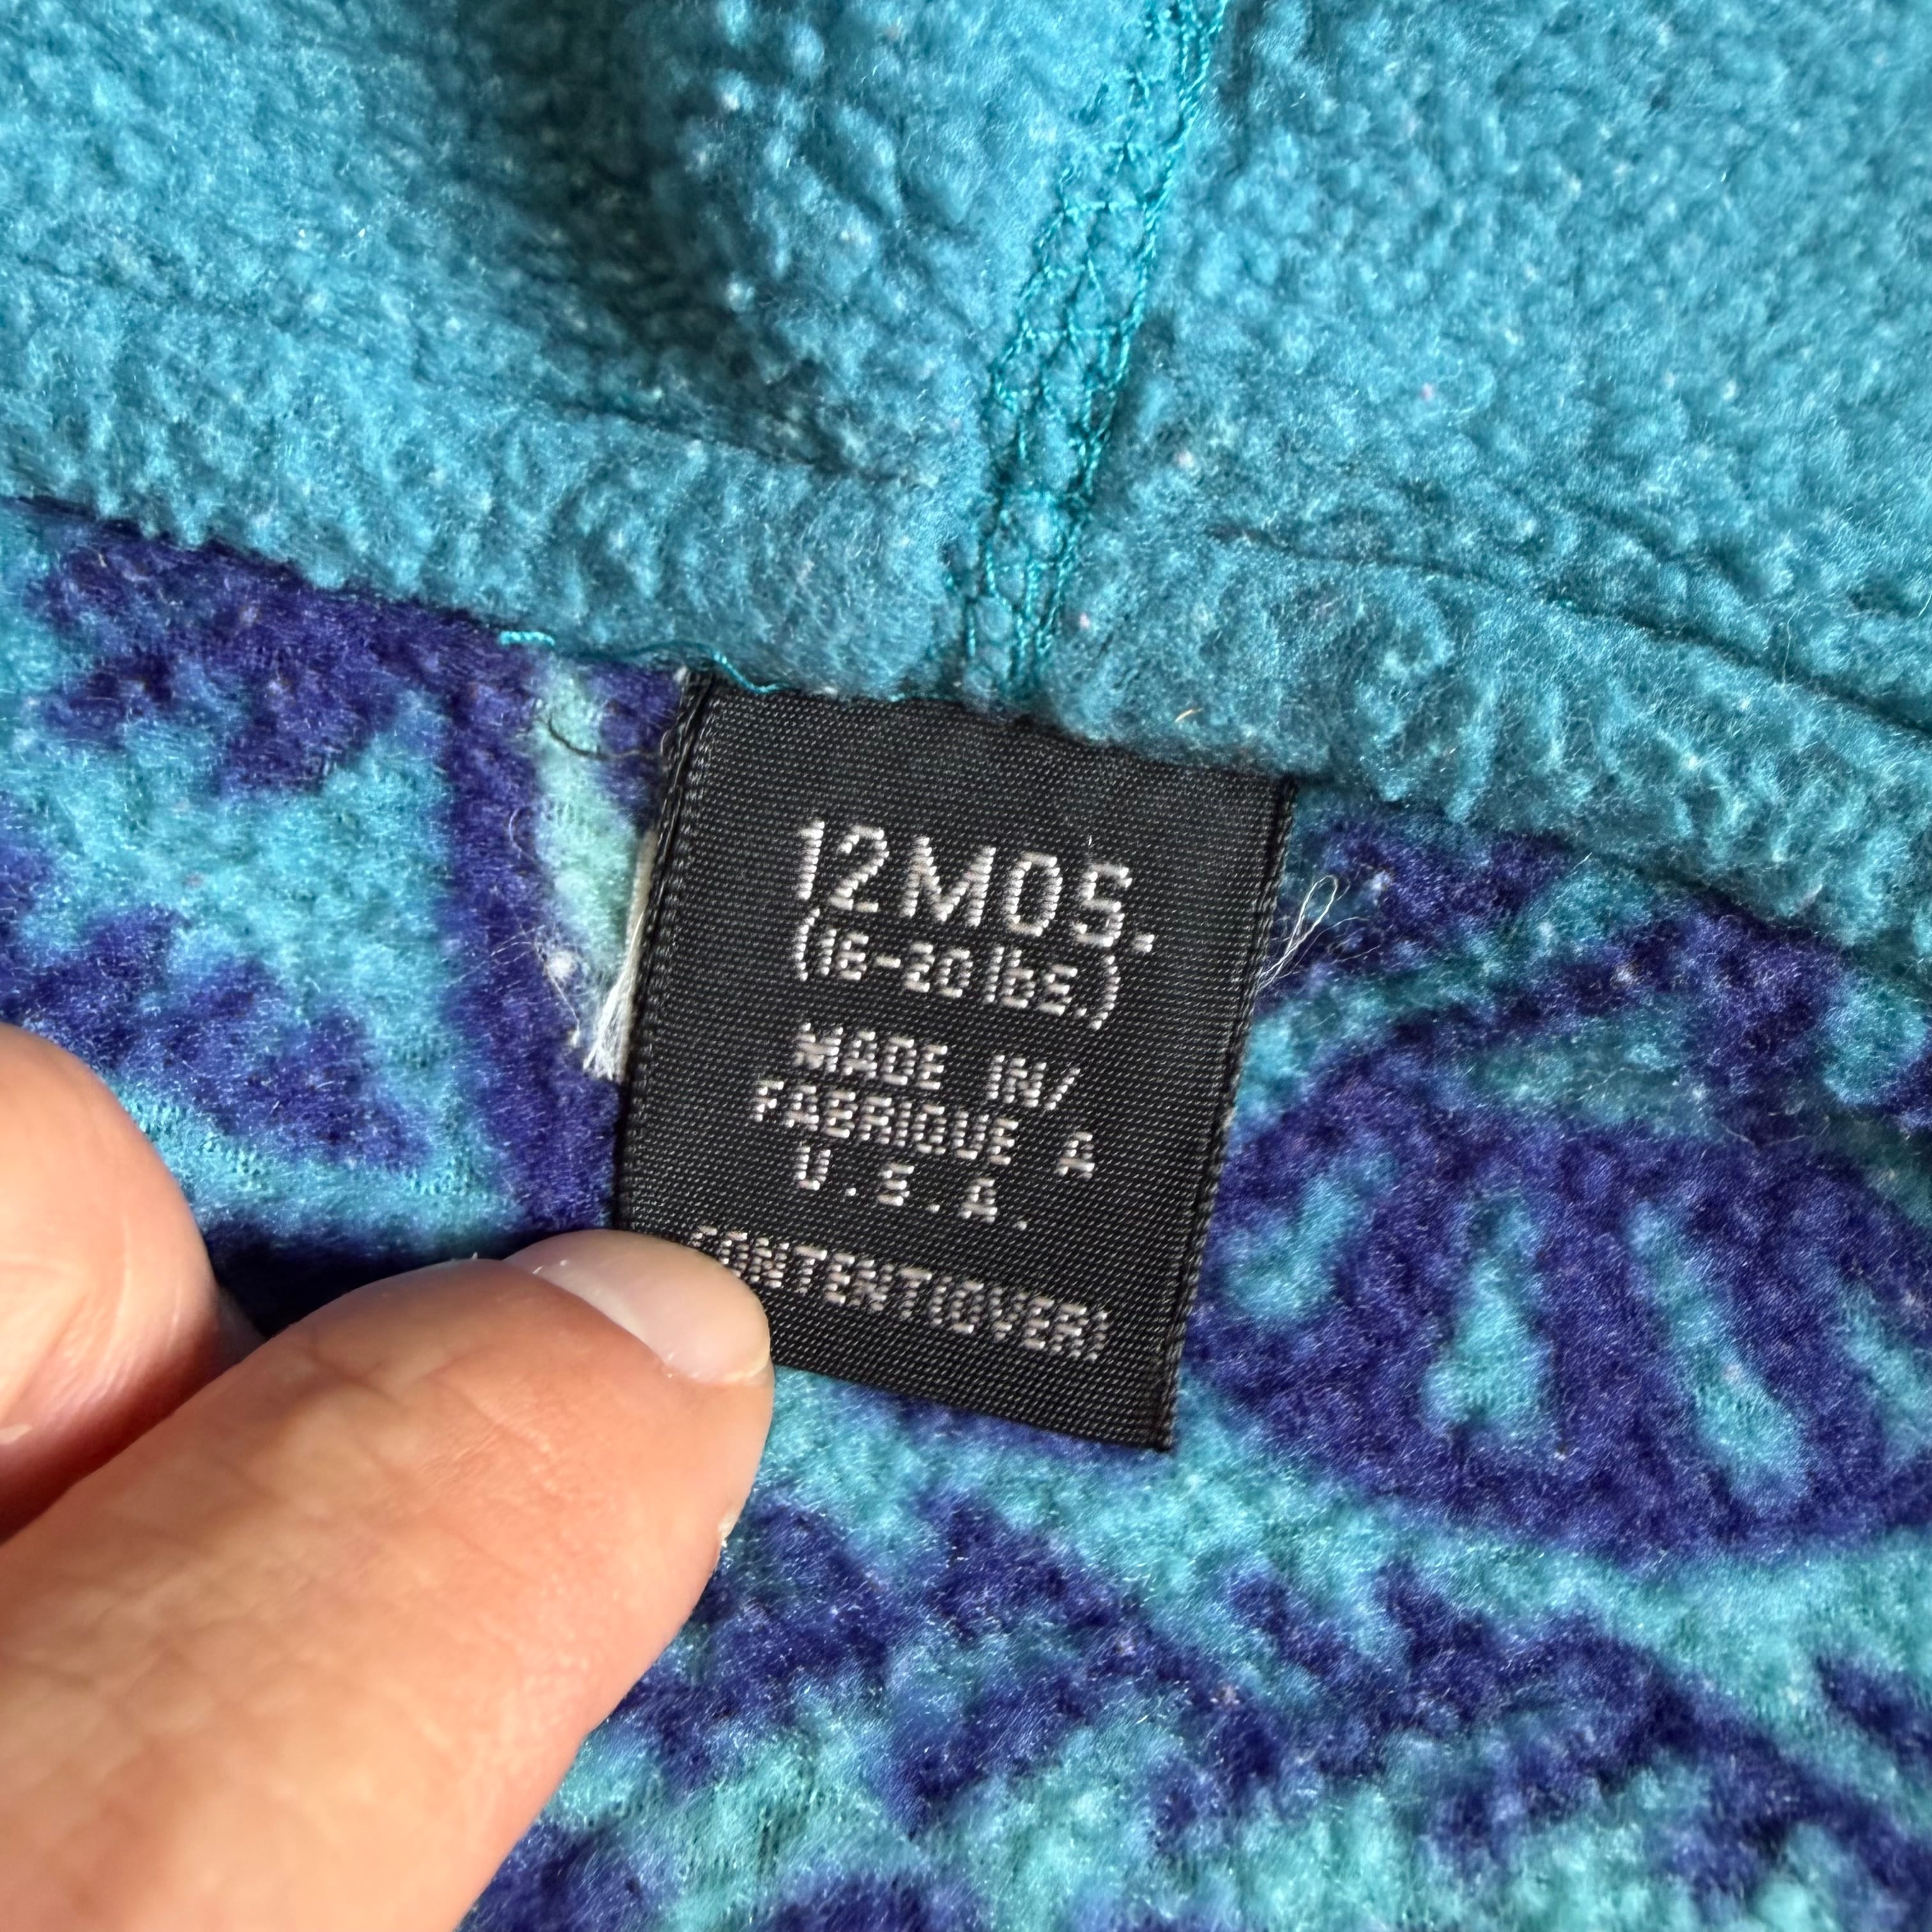 12MOS.
(16-20 lbs.)
MADE IN/
FABRIQUE A
U.S.A.
CONTENT(OVER)